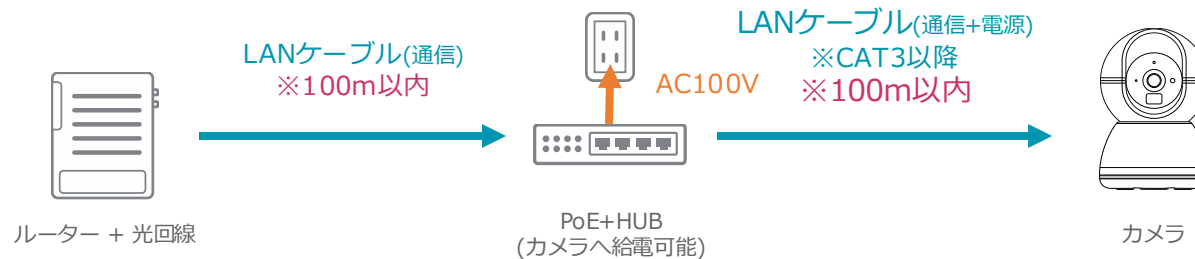 LANケーブル(通信)
※100m以内
AC100V
LANケーブル(通信+電源)
※CAT3以降
※100m以内
ルーター + 光回線
PoE+HUB
(カメラへ給電可能)
カメラ